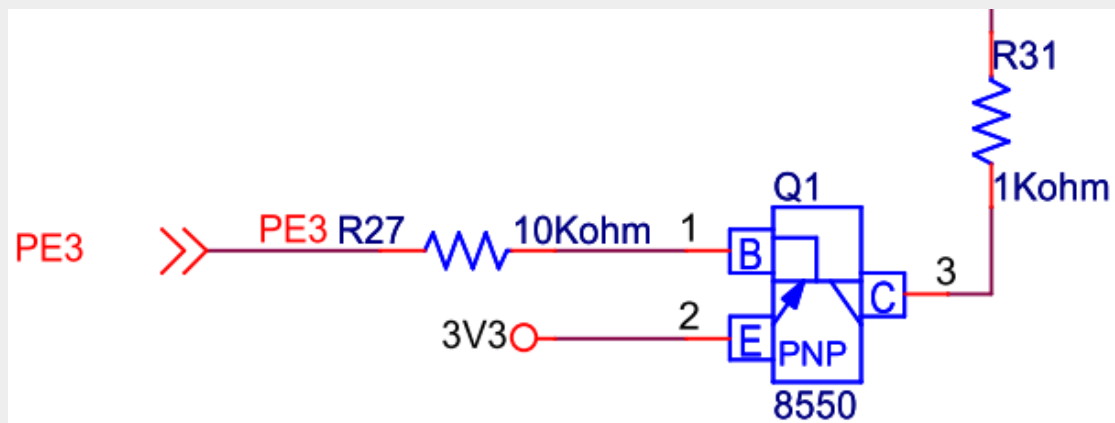 R31
1Kohm
Q1
PE3
PE3 R27 10Kohm 1
B
C 3
3V3 2
E
PNP
8550